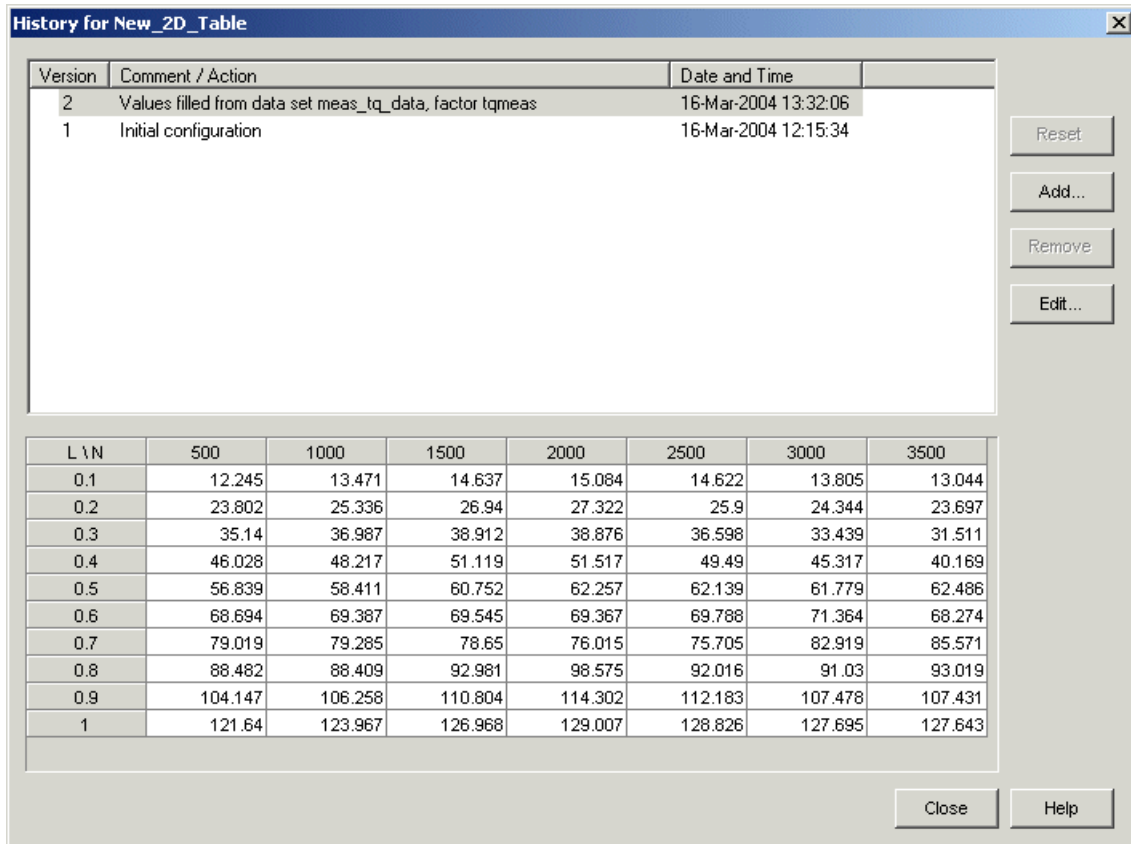 History for New_2D_Table
Version Comment / Action Date and Time
2 Values filled from data set meas_tq_data, factor tqmeas 16-Mar-2004 13:32:06
1 Initial configuration 16-Mar-2004 12:15:34
Reset
Add...
Remove
Edit...
L \ N 500 1000 1500 2000 2500 3000 3500
0.1 12.245 13.471 14.637 15.084 14.622 13.805 13.044
0.2 23.802 25.336 26.94 27.322 25.9 24.344 23.697
0.3 35.14 36.987 38.912 38.876 36.598 33.439 31.511
0.4 46.028 48.217 51.119 51.517 49.49 45.317 40.169
0.5 56.839 58.411 60.752 62.257 62.139 61.779 62.486
0.6 68.694 69.387 69.545 69.367 69.788 71.364 68.274
0.7 79.019 79.285 78.65 76.015 75.705 82.919 85.571
0.8 88.482 88.409 92.981 98.575 92.016 91.03 93.019
0.9 104.147 106.258 110.804 114.302 112.183 107.478 107.431
1 121.64 123.967 126.968 129.007 128.826 127.695 127.643
Close Help